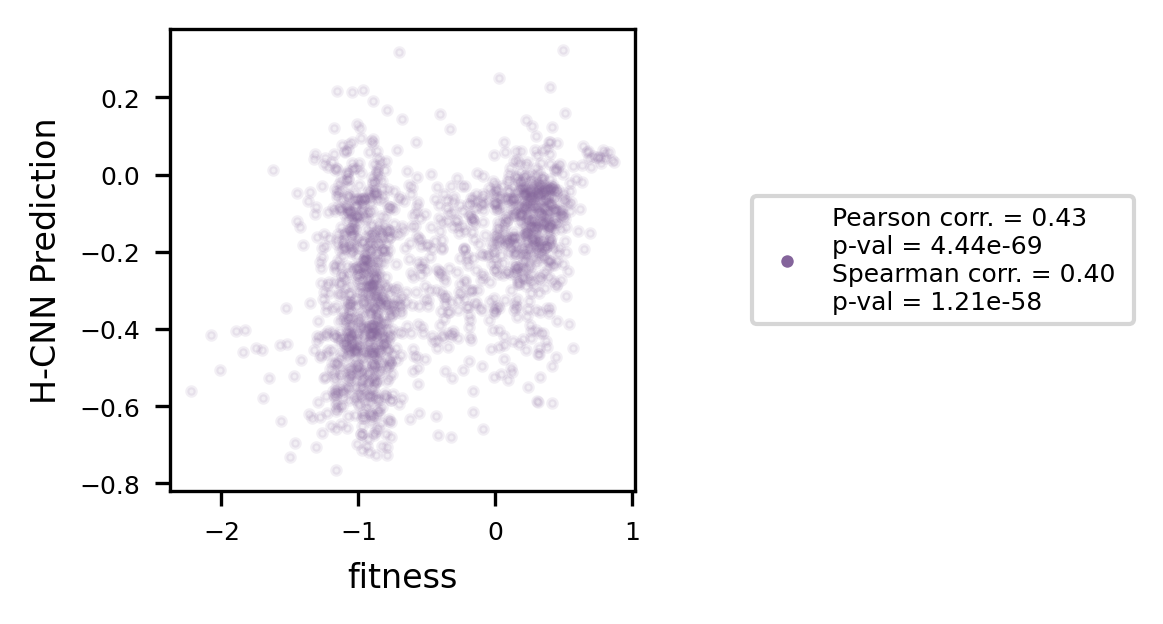 H-CNN Prediction
0.2
0.0
−0.2
−0.4
−0.6
−0.8
−2
−1
0
1
fitness
Pearson corr. = 0.43
p-val = 4.44e-69
Spearman corr. = 0.40
p-val = 1.21e-58